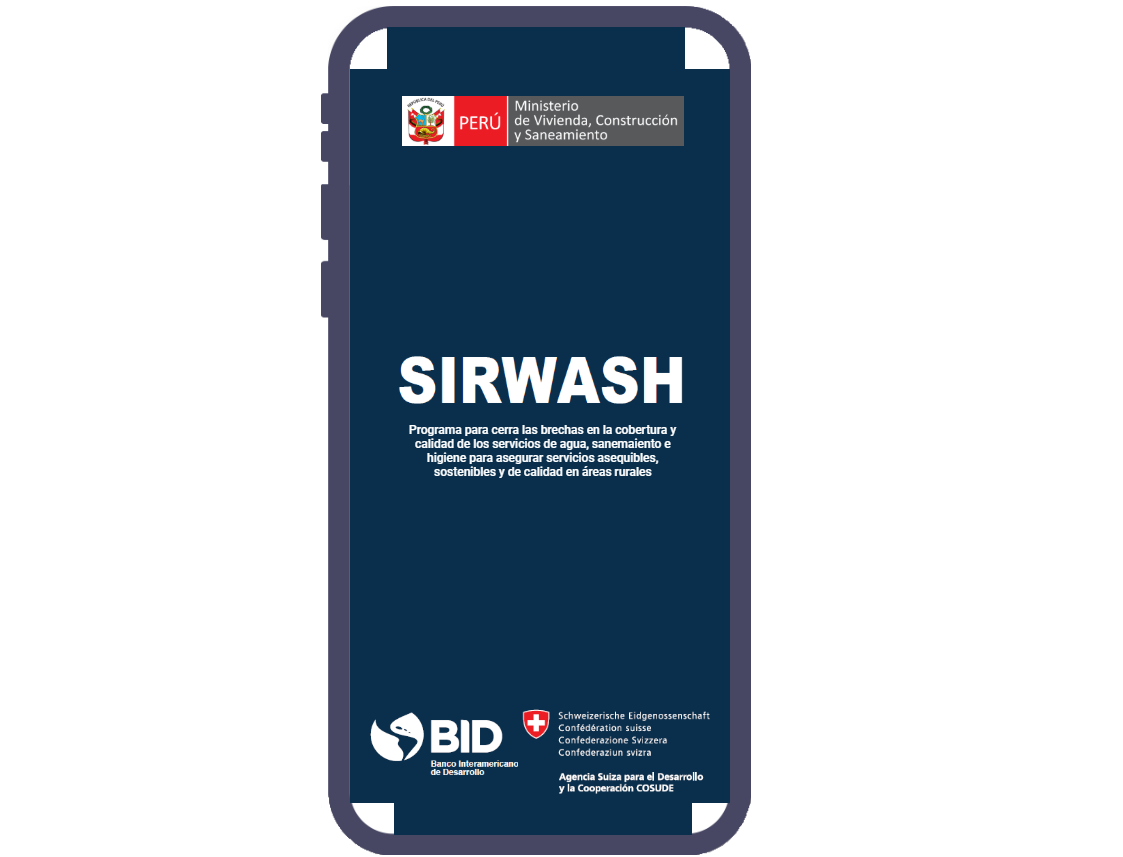 REPÚBLICA DEL PERÚ
PERÚ
Ministerio
de Vivienda, Construcción
y Saneamiento
SIRWASH
Programa para cerra las brechas en la cobertura y
calidad de los servicios de agua, sanemaiento e
higiene para asegurar servicios asequibles,
sostenibles y de calidad en áreas rurales
BID
Banco Interamericano
de Desarrollo
Schweizerische Eidgenossenschaft
Confédération suisse
Confederazione Svizzera
Confederaziun svizra
Agencia Suiza para el Desarrollo
y la Cooperación COSUDE